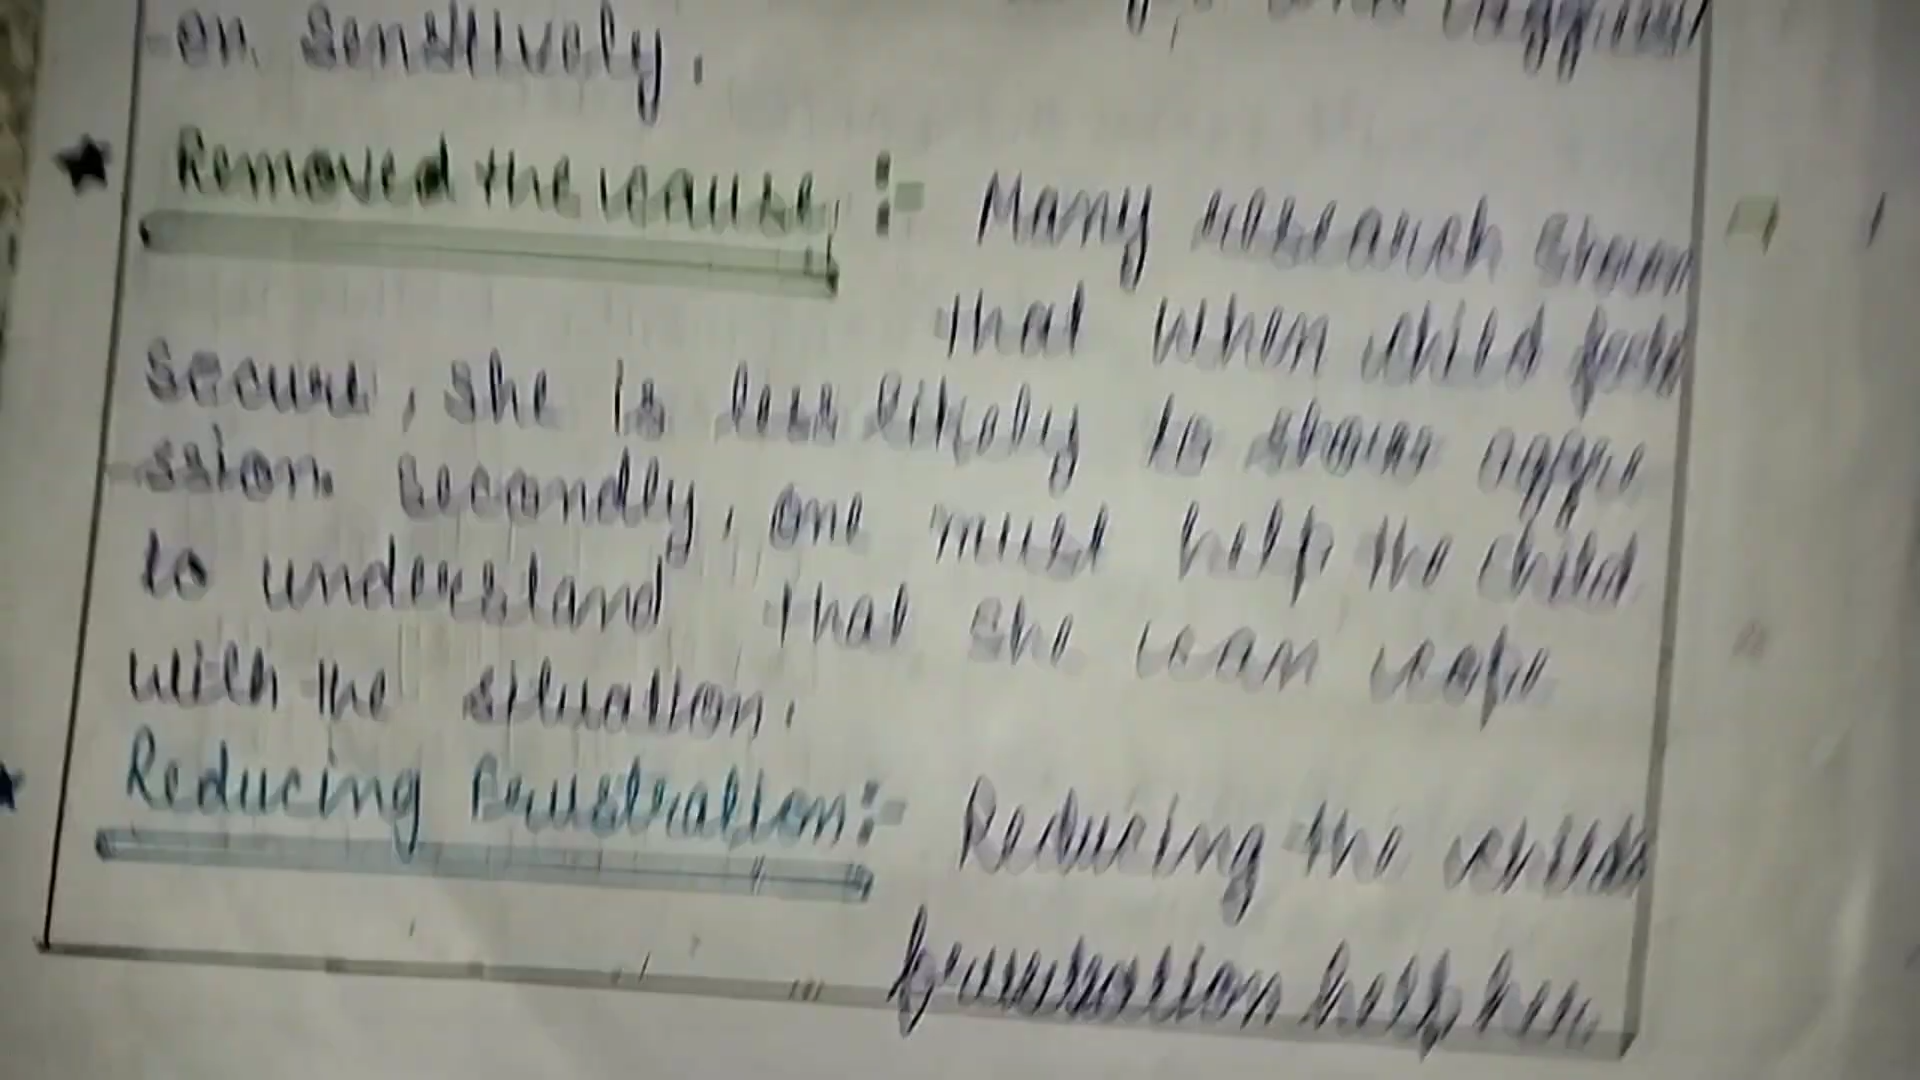 on sensitively.
Removed the cause :- Many research shows
that when child feels
secure, she is less likely to show aggre
ssion secondly, one must help the child
to understand that she can cope
with the situation.
Reducing Frustration:- Reducing the childs
frustration help her